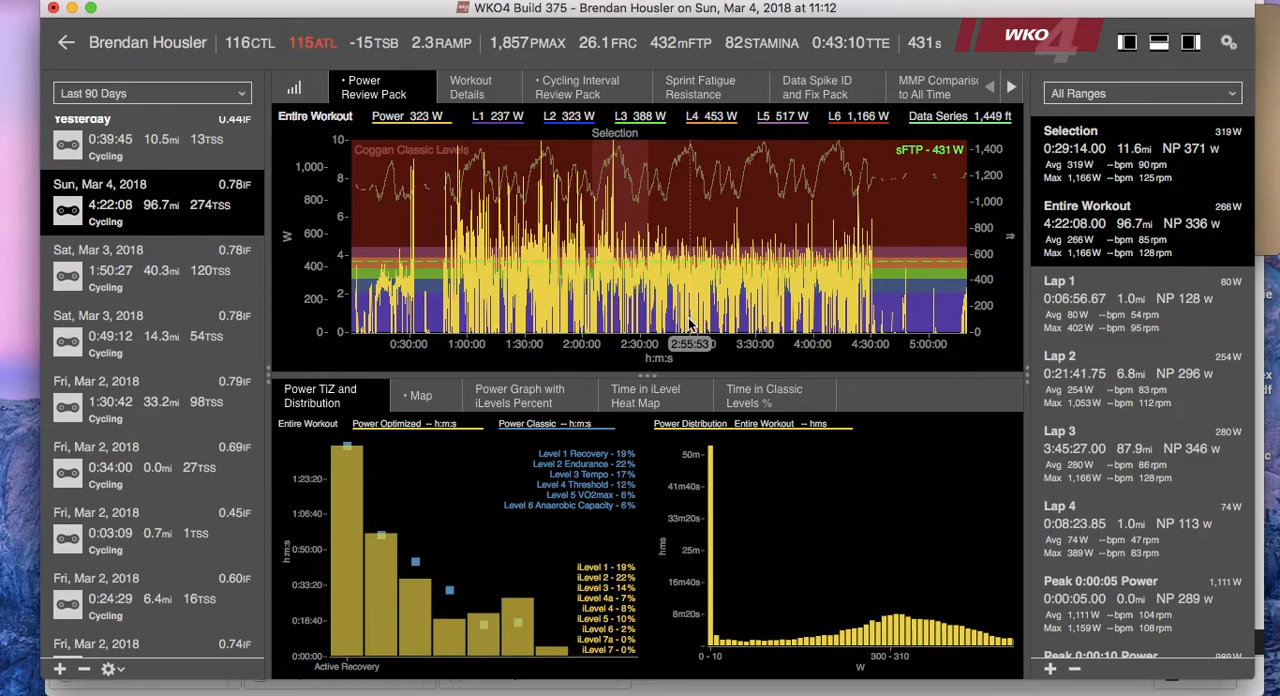 WKO4 Build 375 - Brendan Housler on Sun, Mar 4, 2018 at 11:12
Brendan Housler 116CTL 115ATL -15TSB 2.3RAMP 1,857PMAX 26.1FRC 432mFTP 82STAMINA 0:43:10TTE 431s
WKO 4
Last 90 Days
• Power Review Pack
Workout Details
• Cycling Interval Review Pack
Sprint Fatigue Resistance
Data Spike ID and Fix Pack
MMP Comparisc to All Time
All Ranges
Yesterday 0.44IF
0:39:45 10.5mi 13TSS
Cycling
Sun, Mar 4, 2018 0.78IF
4:22:08 96.7mi 274TSS
Cycling
Sat, Mar 3, 2018 0.78IF
1:50:27 40.3mi 120TSS
Cycling
Sat, Mar 3, 2018 0.78IF
0:49:12 14.3mi 54TSS
Cycling
Fri, Mar 2, 2018 0.79IF
1:30:42 33.2mi 98TSS
Cycling
Fri, Mar 2, 2018 0.69IF
0:34:00 0.0mi 27TSS
Cycling
Fri, Mar 2, 2018 0.45IF
0:03:09 0.7mi 1TSS
Cycling
Fri, Mar 2, 2018 0.60IF
0:24:29 6.4mi 16TSS
Cycling
Fri, Mar 2, 2018 0.74IF
Entire Workout Power 323 W L1 237 W L2 323 W L3 388 W L4 453 W L5 517 W L6 1,166 W Data Series 1,449 ft
Selection
Coggan Classic Levels
sFTP - 431 W
1,000
800
600
400
200
0
W
10
8
6
4
2
0
1,400
1,200
1,000
800
600
400
200
0
ft
0:30:00 1:00:00 1:30:00 2:00:00 2:30:00 2:55:53 3:30:00 4:00:00 4:30:00 5:00:00
h:m:s
Power TiZ and Distribution
• Map
Power Graph with iLevels Percent
Time in iLevel Heat Map
Time in Classic Levels %
Entire Workout Power Optimized -- h:m:s Power Classic -- h:m:s
Level 1 Recovery - 19%
Level 2 Endurance - 22%
Level 3 Tempo - 17%
Level 4 Threshold - 12%
Level 5 VO2max - 6%
Level 6 Anaerobic Capacity - 6%
iLevel 1 - 19%
iLevel 2 - 22%
iLevel 3 - 14%
iLevel 4a - 7%
iLevel 4 - 8%
iLevel 5 - 10%
iLevel 6 - 2%
iLevel 7a - 0%
iLevel 7 - 0%
1:23:20
0:50:00
0:33:20
0:16:40
0:00:00
h:m:s
Active Recovery
Power Distribution Entire Workout -- hms
50m
41m40s
33m20s
25m
16m40s
8m20s
hms
0 - 10 300 - 310
W
Selection 319W
0:29:14.00 11.6mi NP 371 W
Avg 319W --bpm 90rpm
Max 1,166W --bpm 125rpm
Entire Workout 266W
4:22:08.00 96.7mi NP 336 W
Avg 266W --bpm 85rpm
Max 1,166W --bpm 128rpm
Lap 1 80W
0:06:56.67 1.0mi NP 128 W
Avg 80W --bpm 54rpm
Max 402W --bpm 95rpm
Lap 2 254W
0:21:41.75 6.8mi NP 296 W
Avg 254W --bpm 83rpm
Max 1,053W --bpm 112rpm
Lap 3 280W
3:45:27.00 87.9mi NP 346 W
Avg 280W --bpm 86rpm
Max 1,166W --bpm 128rpm
Lap 4 74W
0:08:23.85 1.0mi NP 113 W
Avg 74W --bpm 47rpm
Max 389W --bpm 83rpm
Peak 0:00:05 Power 1,111W
0:00:05.00 0.0mi NP 289 W
Avg 1,111W --bpm 104rpm
Max 1,159W --bpm 108rpm
Peak 0:00:10 Power